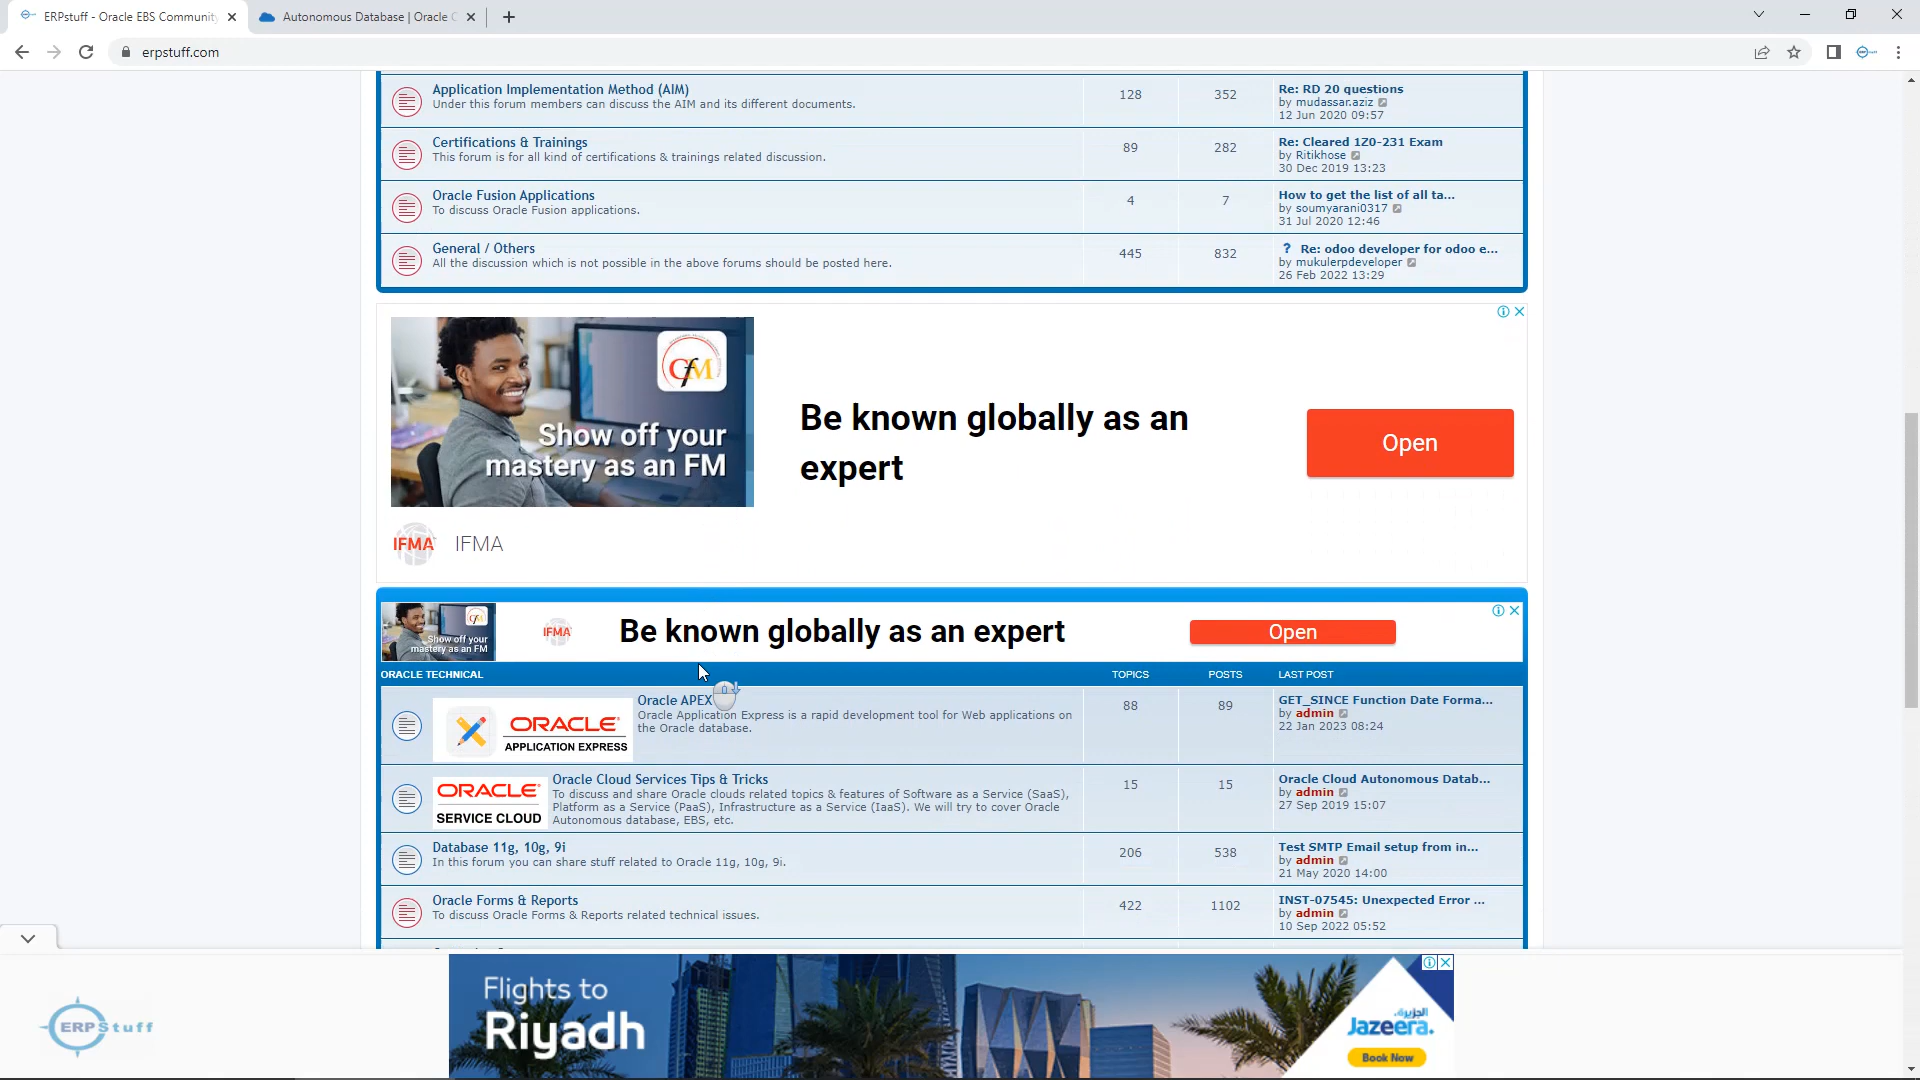 ERPstuff - Oracle EBS Community
Autonomous Database | Oracle C
erpstuff.com
Application Implementation Method (AIM)
Under this forum members can discuss the AIM and its different documents.
128
352
Re: RD 20 questions
by mudassar.aziz
12 Jun 2020 09:57
Certifications & Trainings
This forum is for all kind of certifications & trainings related discussion.
89
282
Re: Cleared 1Z0-231 Exam
by Ritikhose
30 Dec 2019 13:23
Oracle Fusion Applications
To discuss Oracle Fusion applications.
4
7
How to get the list of all ta...
by soumyarani0317
31 Jul 2020 12:46
General / Others
All the discussion which is not possible in the above forums should be posted here.
445
832
? Re: odoo developer for odoo e...
by mukulerpdeveloper
26 Feb 2022 13:29
CfM
Show off your
mastery as an FM
Be known globally as an
expert
Open
IFMA IFMA
Show off your
mastery as an FM
IFMA
Be known globally as an expert
Open
ORACLE TECHNICAL TOPICS POSTS LAST POST
ORACLE
APPLICATION EXPRESS
Oracle APEX
Oracle Application Express is a rapid development tool for Web applications on
the Oracle database.
88
89
GET_SINCE Function Date Forma...
by admin
22 Jan 2023 08:24
ORACLE
SERVICE CLOUD
Oracle Cloud Services Tips & Tricks
To discuss and share Oracle clouds related topics & features of Software as a Service (SaaS),
Platform as a Service (PaaS), Infrastructure as a Service (IaaS). We will try to cover Oracle
Autonomous database, EBS, etc.
15
15
Oracle Cloud Autonomous Datab...
by admin
27 Sep 2019 15:07
Database 11g, 10g, 9i
In this forum you can share stuff related to Oracle 11g, 10g, 9i.
206
538
Test SMTP Email setup from in...
by admin
21 May 2020 14:00
Oracle Forms & Reports
To discuss Oracle Forms & Reports related technical issues.
422
1102
INST-07545: Unexpected Error ...
by admin
10 Sep 2022 05:52
ERPStuff
Flights to
Riyadh
الجزيرة
Jazeera.
Book Now